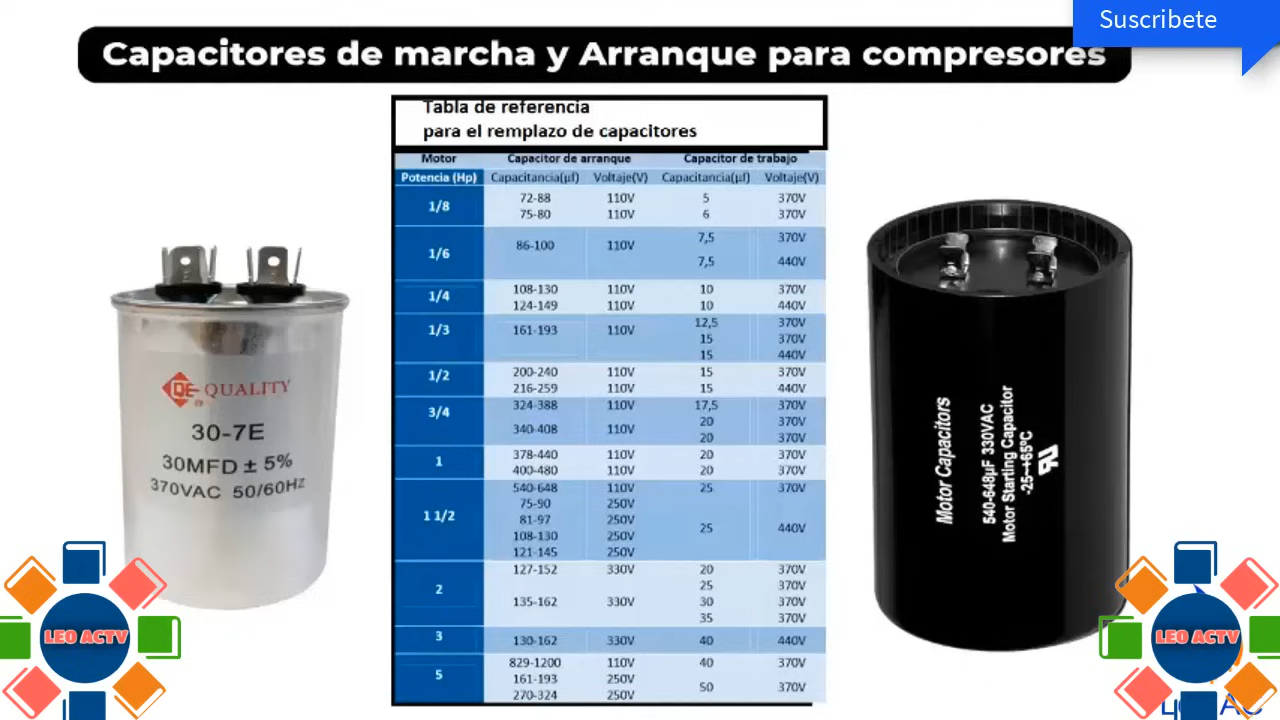 Suscribete
Capacitores de marcha y Arranque para compresores
Tabla de referencia
para el remplazo de capacitores
Motor Capacitor de arranque Capacitor de trabajo
Potencia (Hp) Capacitancia(µf) Voltaje(V) Capacitancia(µf) Voltaje(V)
1/8
72-88 110V 5 370V
75-80 110V 6 370V
1/6
86-100 110V 7,5 370V
7,5 440V
1/4
108-130 110V 10 370V
124-149 110V 10 440V
1/3
161-193 110V 12,5 370V
15 370V
15 440V
1/2
200-240 110V 15 370V
216-259 110V 15 440V
3/4
324-388 110V 17,5 370V
340-408 110V 20 370V
20 370V
1
378-440 110V 20 370V
400-480 110V 20 370V
1 1/2
540-648 110V 25 370V
75-90 250V
81-97 250V 25 440V
108-130 250V
121-145 250V
2
127-152 330V 20 370V
25 370V
135-162 330V 30 370V
35 370V
3 130-162 330V 40 440V
5
829-1200 110V 40 370V
161-193 250V
270-324 250V 50 370V
QE QUALITY
®
30-7E
30MFD ± 5%
370VAC 50/60Hz
Motor Capacitors
540-648µF 330VAC
Motor Starting Capacitor
-25~+65°C
LEO ACTV
LEO ACTV